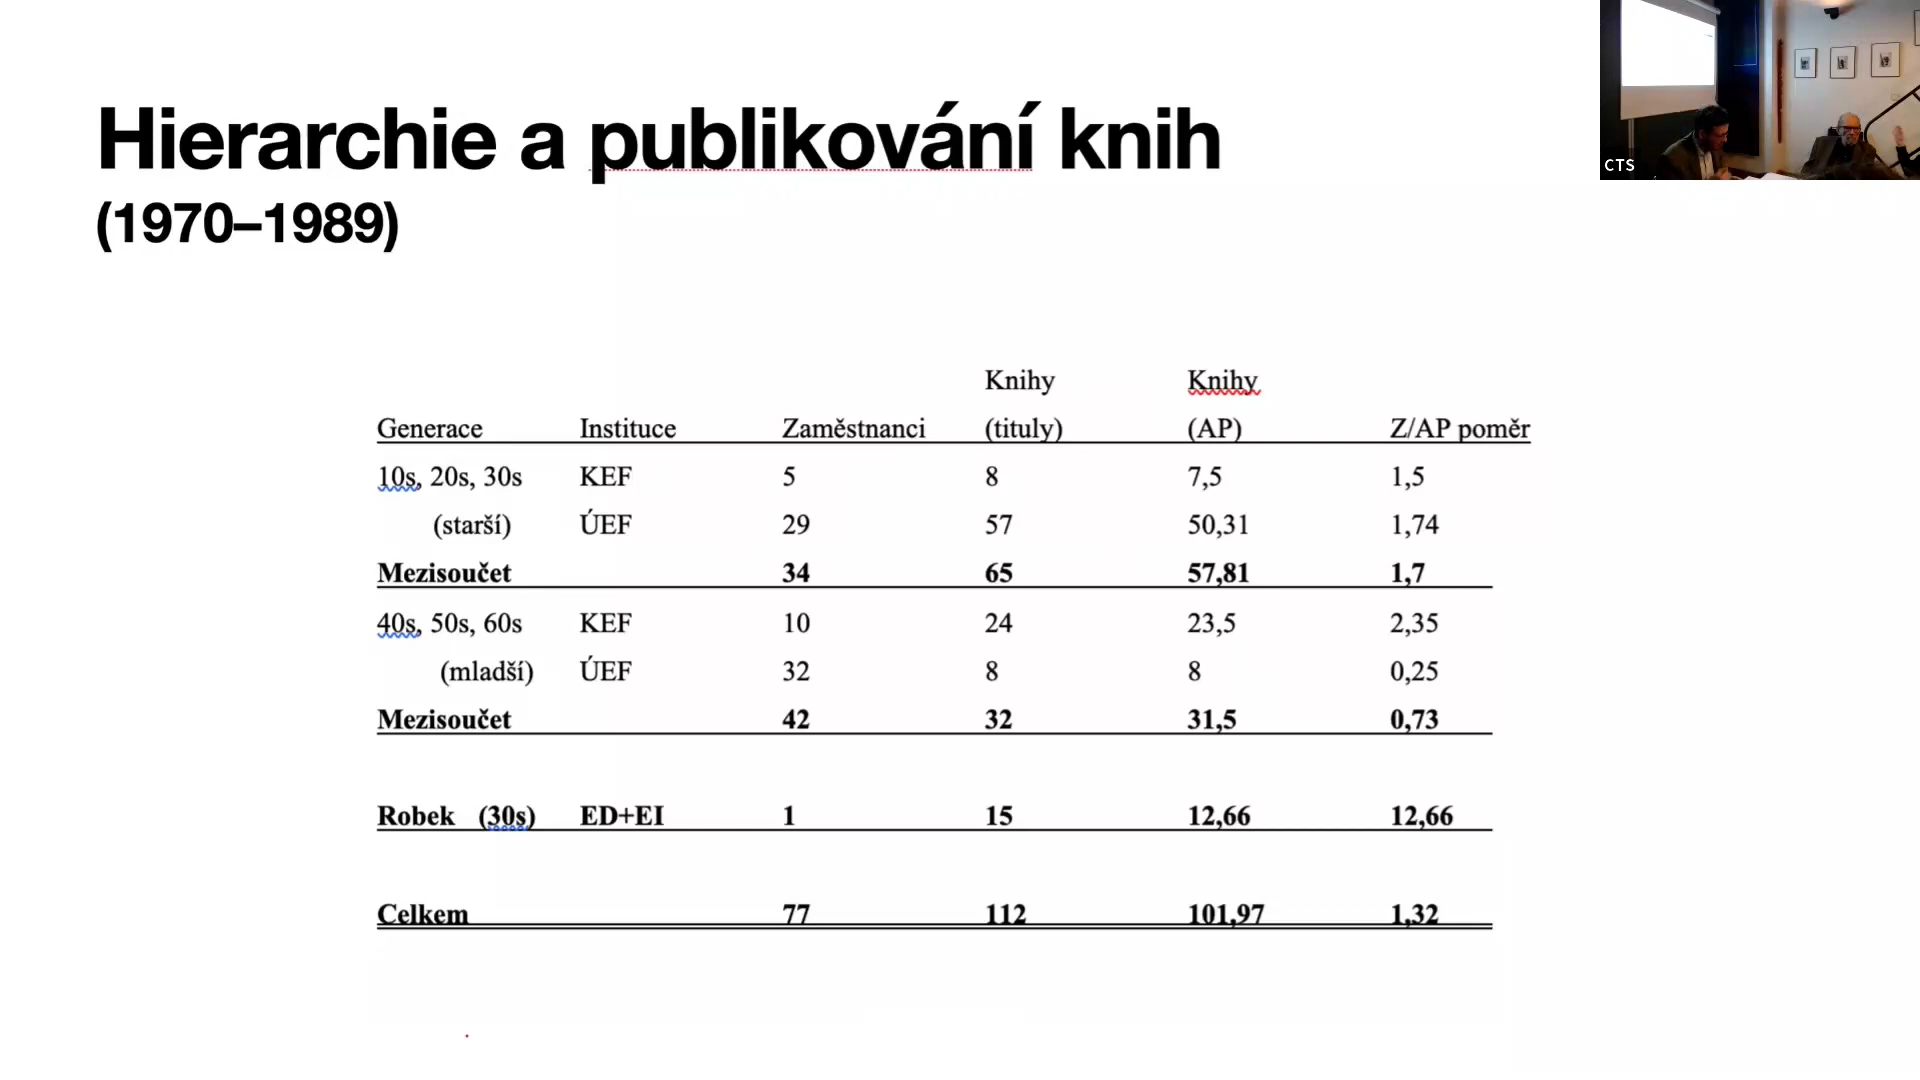 Hierarchie a publikování knih
(1970–1989)
CTS
Knihy Knihy
Generace Instituce Zaměstnanci (tituly) (AP) Z/AP poměr
10s, 20s, 30s KEF 5 8 7,5 1,5
(starší) ÚEF 29 57 50,31 1,74
Mezisoučet 34 65 57,81 1,7
40s, 50s, 60s KEF 10 24 23,5 2,35
(mladší) ÚEF 32 8 8 0,25
Mezisoučet 42 32 31,5 0,73
Robek (30s) ED+EI 1 15 12,66 12,66
Celkem 77 112 101,97 1,32